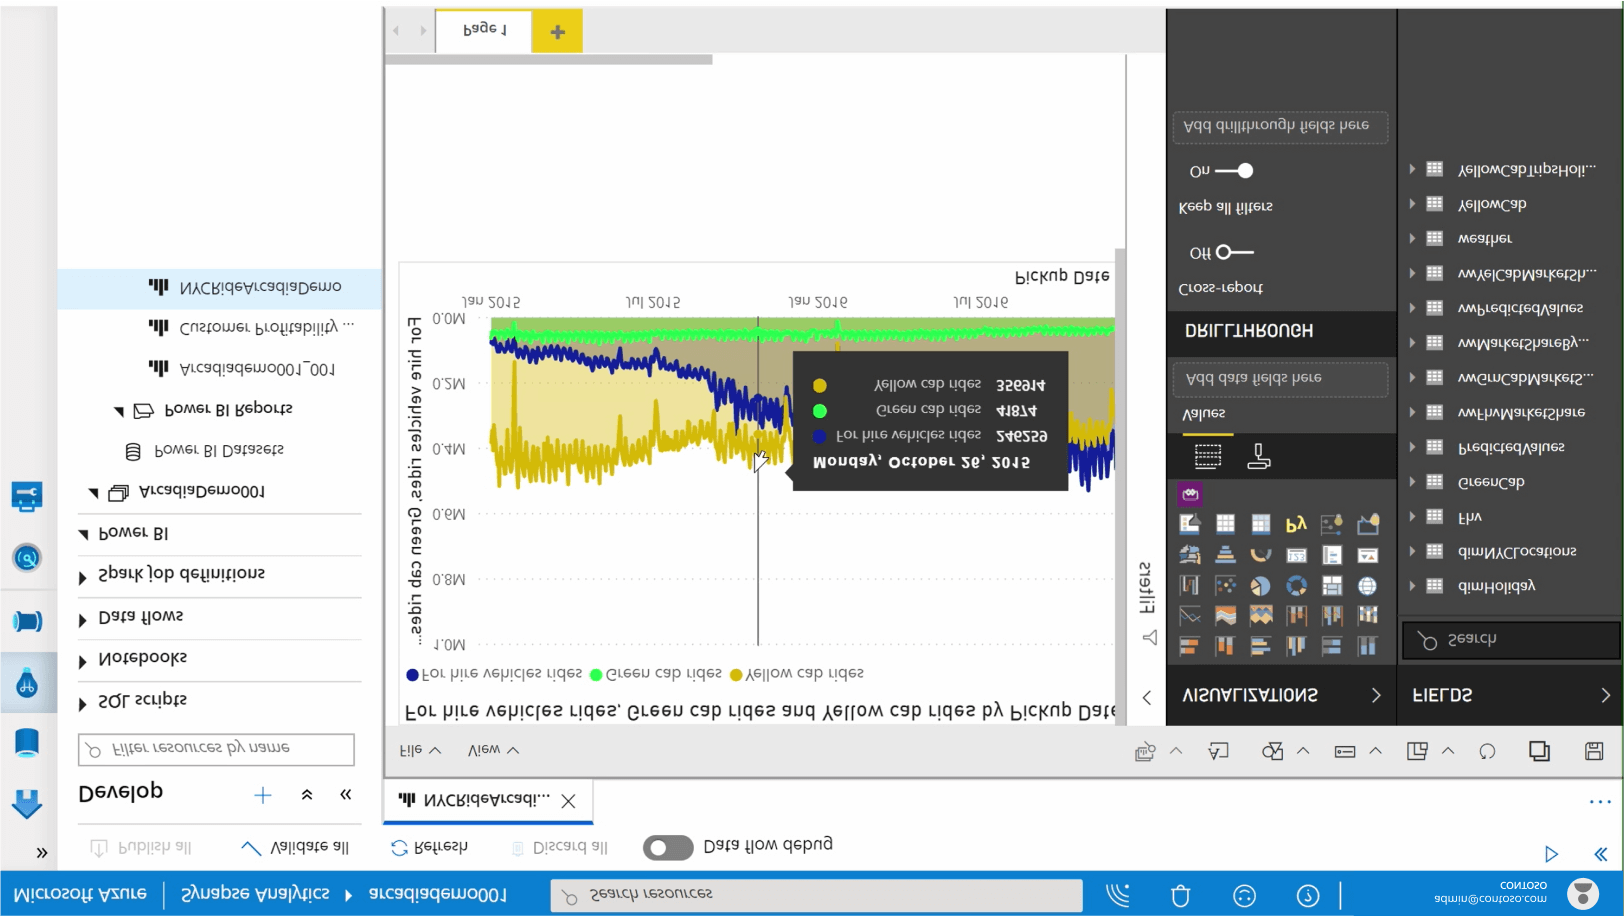 Microsoft Azure
Synapse Analytics
arcadiademo001
Search resources
admin@contoso.com
CONTOSO
Publish all
Validate all
Refresh
Discard all
Data flow debug
Develop
Filter resources by name
SQL scripts
Notebooks
Data flows
Spark job definitions
Power BI
ArcadiaDemo001
Power BI Datasets
Power BI Reports
Arcadiademo001_001
Customer Profitability ...
NYCRideArcadiaDemo
NYCRideArcadi...
File
View
For hire vehicles rides, Green cab rides and Yellow cab rides by Pickup Date
For hire vehicles rides
Green cab rides
Yellow cab rides
For hire vehicles rides, Green cab rides...
1.0M
0.8M
0.6M
0.4M
0.2M
0.0M
Jan 2015
Jul 2015
Jan 2016
Jul 2016
Pickup Date
Monday, October 26, 2015
For hire vehicles rides 246259
Green cab rides 41874
Yellow cab rides 356914
Filters
VISUALIZATIONS
Py
123
Values
Add data fields here
DRILLTHROUGH
Cross-report
Off
Keep all filters
On
Add drillthrough fields here
FIELDS
Search
dimHoliday
dimNYCLocations
Fhv
GreenCab
PredictedValues
vwFhvMarketShare
vwGrnCabMarketS...
vwMarketShareBy...
vwPredictedValues
vwYelCabMarketSh...
weather
YellowCab
YellowCabTripsHoli...
Page 1